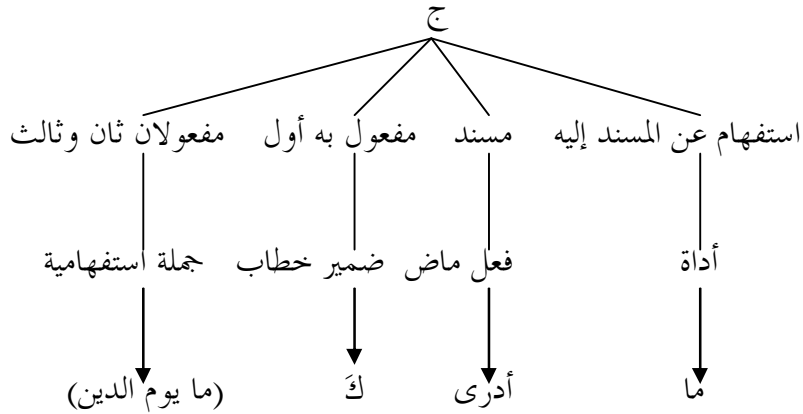 ج
استفهام عن المسند إليه مسند مفعول به أول مفعولان ثان وثالث
أداة فعل ماض ضمير خطاب جملة استفهامية
ما أدرى كَ (ما يوم الدين)